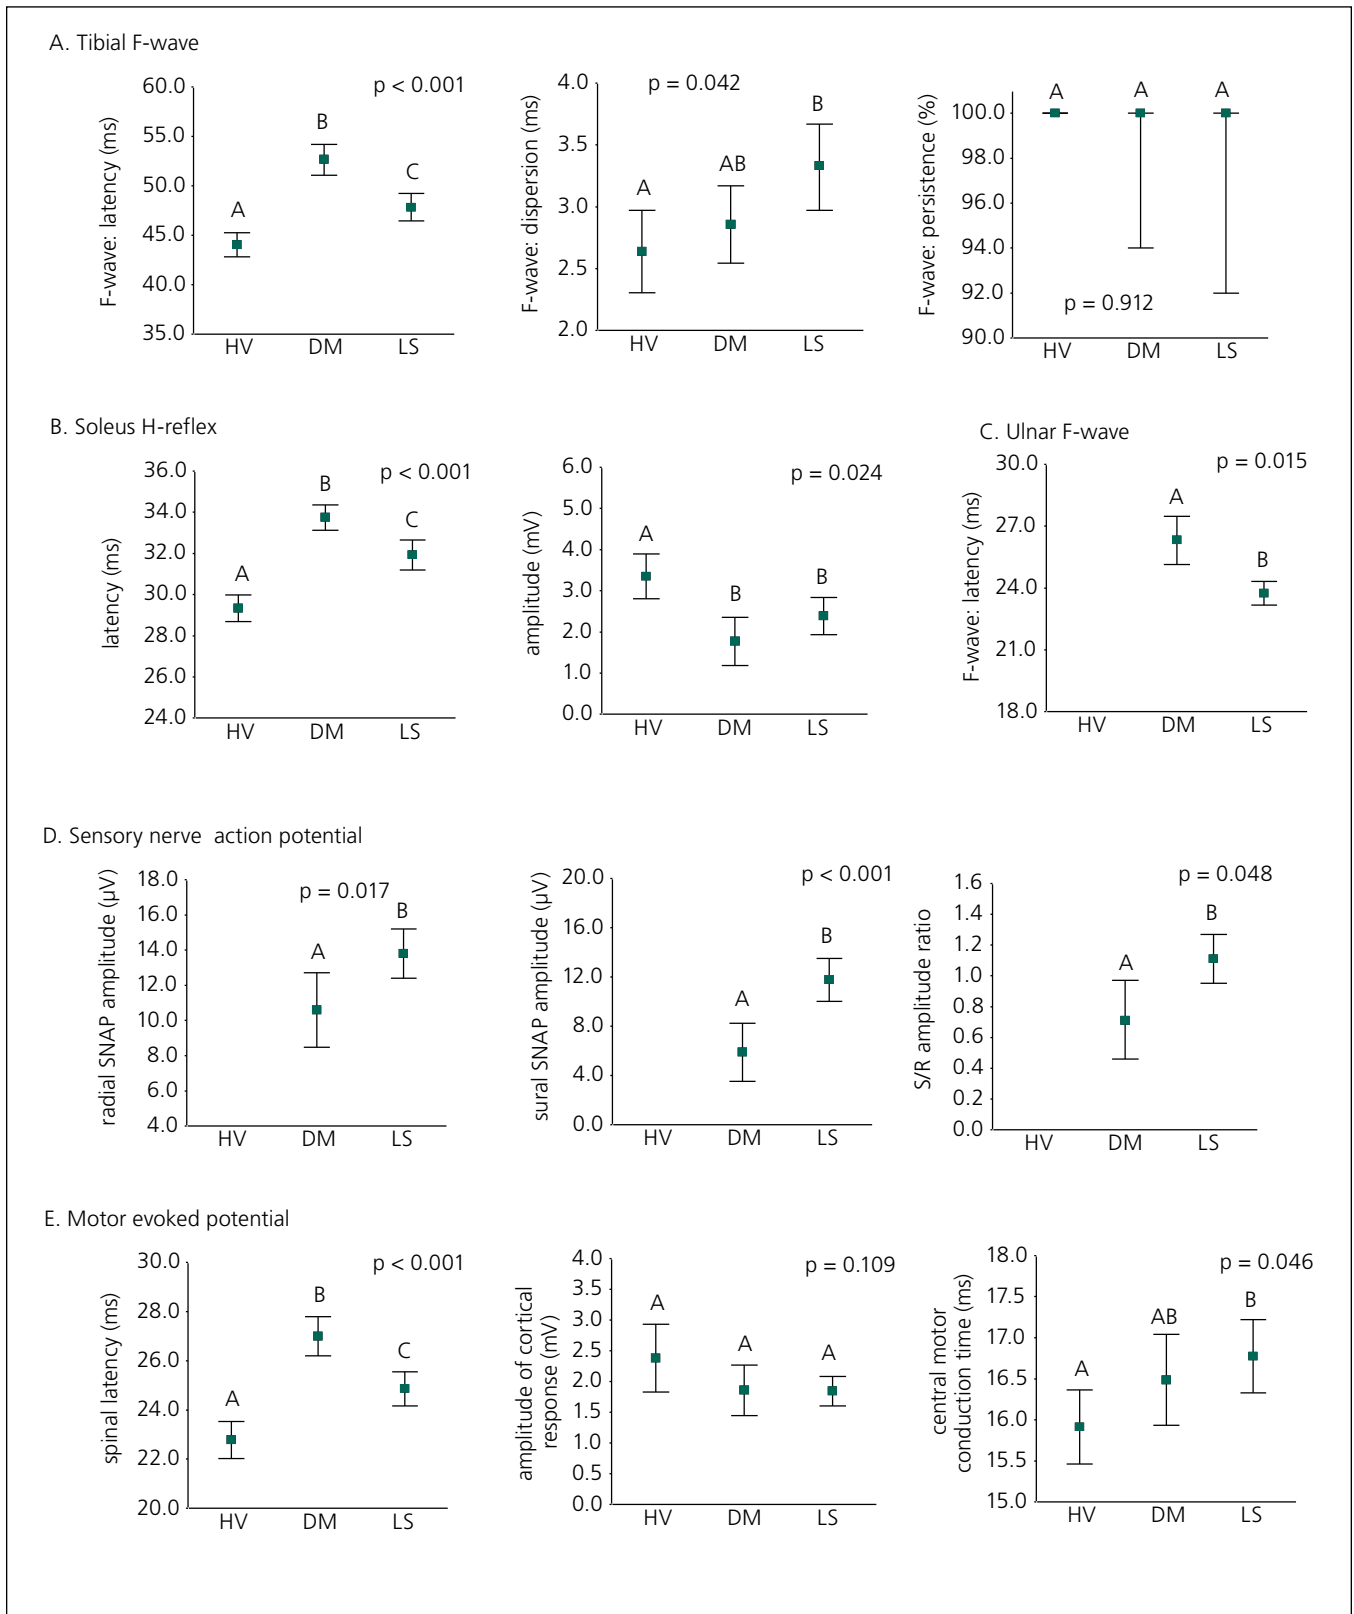 A. Tibial F-wave
F-wave: latency (ms)
60.0
55.0
50.0
45.0
40.0
35.0
p < 0.001
A
B
C
HV DM LS
F-wave: dispersion (ms)
4.0
3.5
3.0
2.5
2.0
p = 0.042
A
AB
B
HV DM LS
F-wave: persistence (%)
100.0
98.0
96.0
94.0
92.0
90.0
A A A
p = 0.912
HV DM LS
B. Soleus H-reflex
latency (ms)
36.0
34.0
32.0
30.0
28.0
26.0
24.0
p < 0.001
A
B
C
HV DM LS
amplitude (mV)
6.0
5.0
4.0
3.0
2.0
1.0
0.0
p = 0.024
A
B
B
HV DM LS
C. Ulnar F-wave
F-wave: latency (ms)
30.0
27.0
24.0
21.0
18.0
p = 0.015
A
B
HV DM LS
D. Sensory nerve action potential
radial SNAP amplitude (µV)
18.0
16.0
14.0
12.0
10.0
8.0
6.0
4.0
p = 0.017
A
B
HV DM LS
sural SNAP amplitude (µV)
20.0
16.0
12.0
8.0
4.0
0.0
p < 0.001
A
B
HV DM LS
S/R amplitude ratio
1.6
1.4
1.2
1.0
0.8
0.6
0.4
0.2
0.0
p = 0.048
A
B
HV DM LS
E. Motor evoked potential
spinal latency (ms)
30.0
28.0
26.0
24.0
22.0
20.0
p < 0.001
A
B
C
HV DM LS
amplitude of cortical
response (mV)
4.0
3.5
3.0
2.5
2.0
1.5
1.0
0.5
0.0
p = 0.109
A
A
A
HV DM LS
central motor
conduction time (ms)
18.0
17.5
17.0
16.5
16.0
15.5
15.0
p = 0.046
A
AB
B
HV DM LS